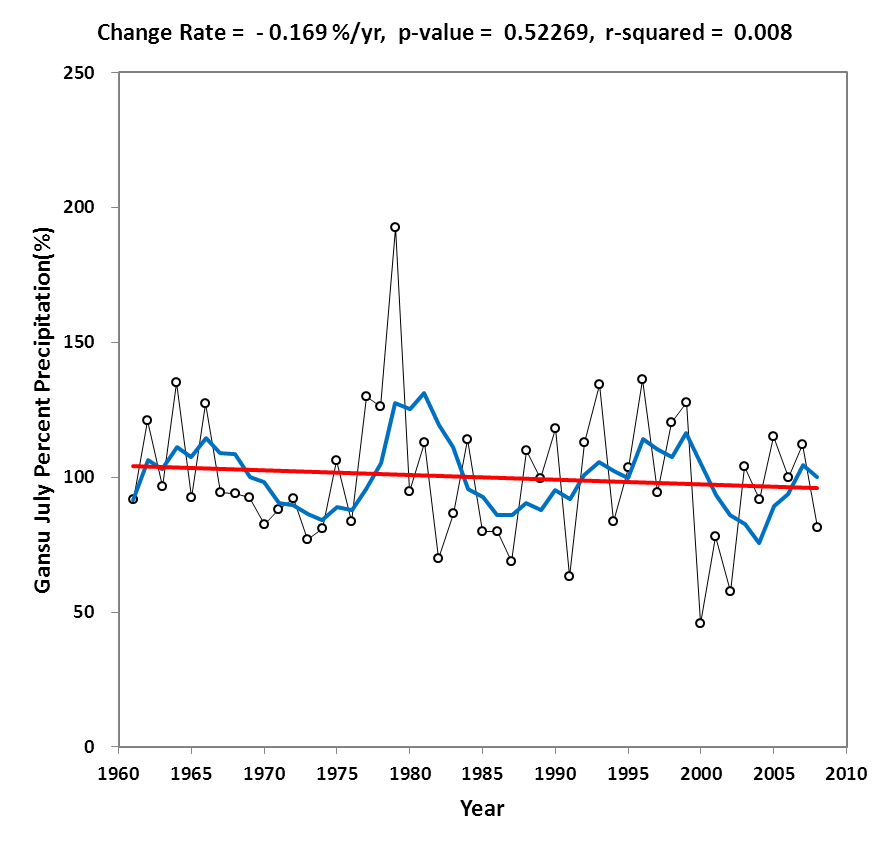 Change Rate = - 0.169 %/yr, p-value = 0.52269, r-squared = 0.008
250
200
150
100
50
0
Gansu July Percent Precipitation(%)
1960 1965 1970 1975 1980 1985 1990 1995 2000 2005 2010
Year